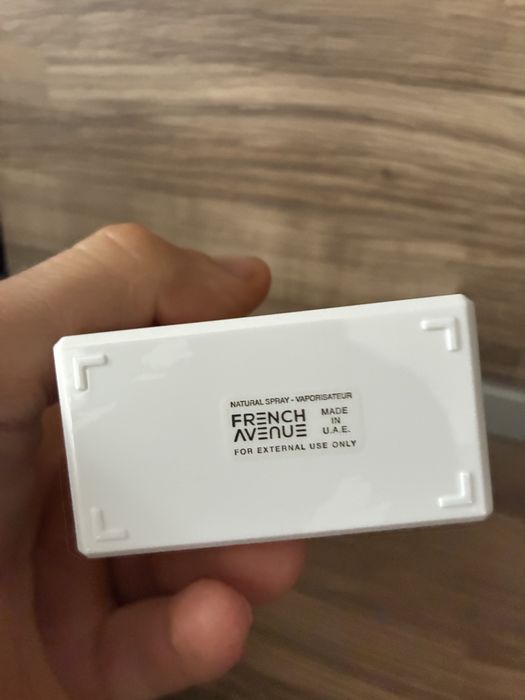 NATURAL SPRAY - VAPORISATEUR
FRENCH
AVENUE
MADE
IN
U.A.E.
FOR EXTERNAL USE ONLY